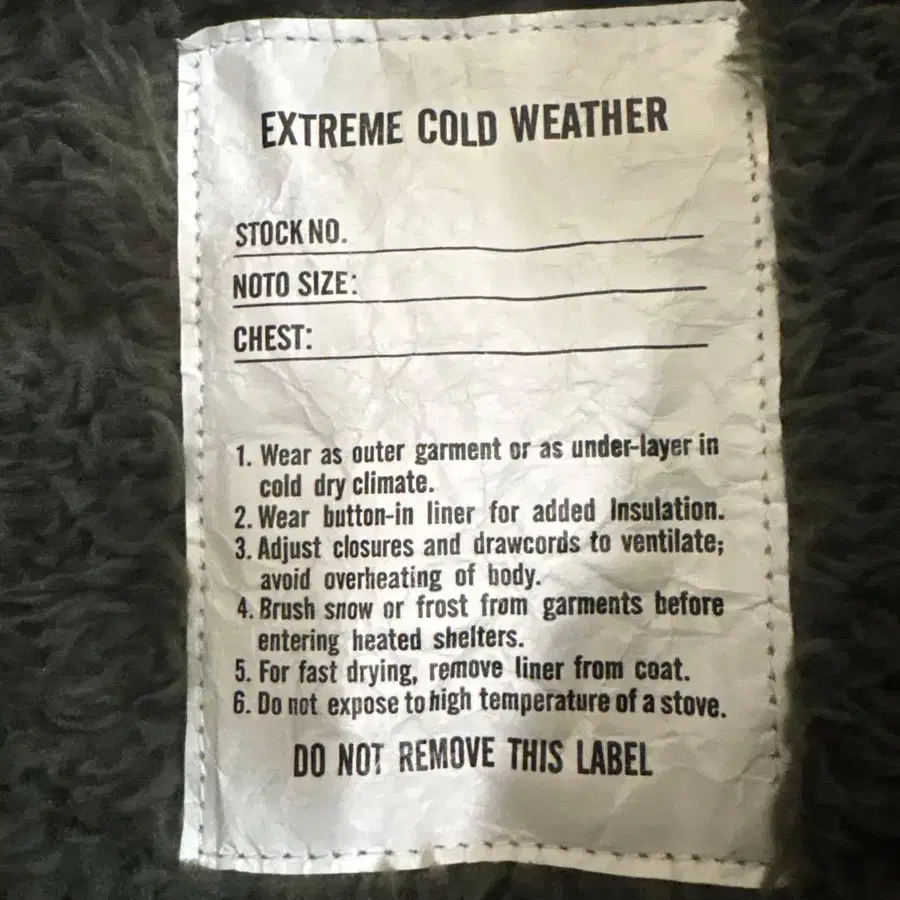 EXTREME COLD WEATHER
STOCK NO.
NOTO SIZE:
CHEST:
1. Wear as outer garment or as under-layer in
cold dry climate.
2. Wear button-in liner for added Insulation.
3. Adjust closures and drawcords to ventilate;
avoid overheating of body.
4. Brush snow or frost from garments before
entering heated shelters.
5. For fast drying, remove liner from coat.
6. Do not expose to high temperature of a stove.
DO NOT REMOVE THIS LABEL